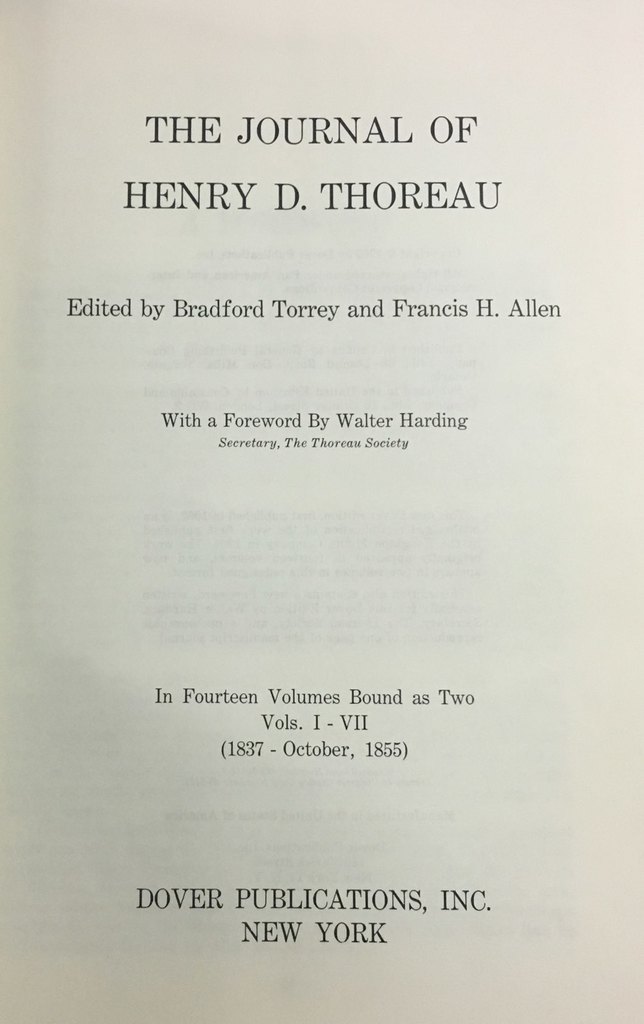 THE JOURNAL OF
HENRY D. THOREAU
Edited by Bradford Torrey and Francis H. Allen
With a Foreword By Walter Harding
Secretary, The Thoreau Society
In Fourteen Volumes Bound as Two
Vols. I - VII
(1837 - October, 1855)
DOVER PUBLICATIONS, INC.
NEW YORK